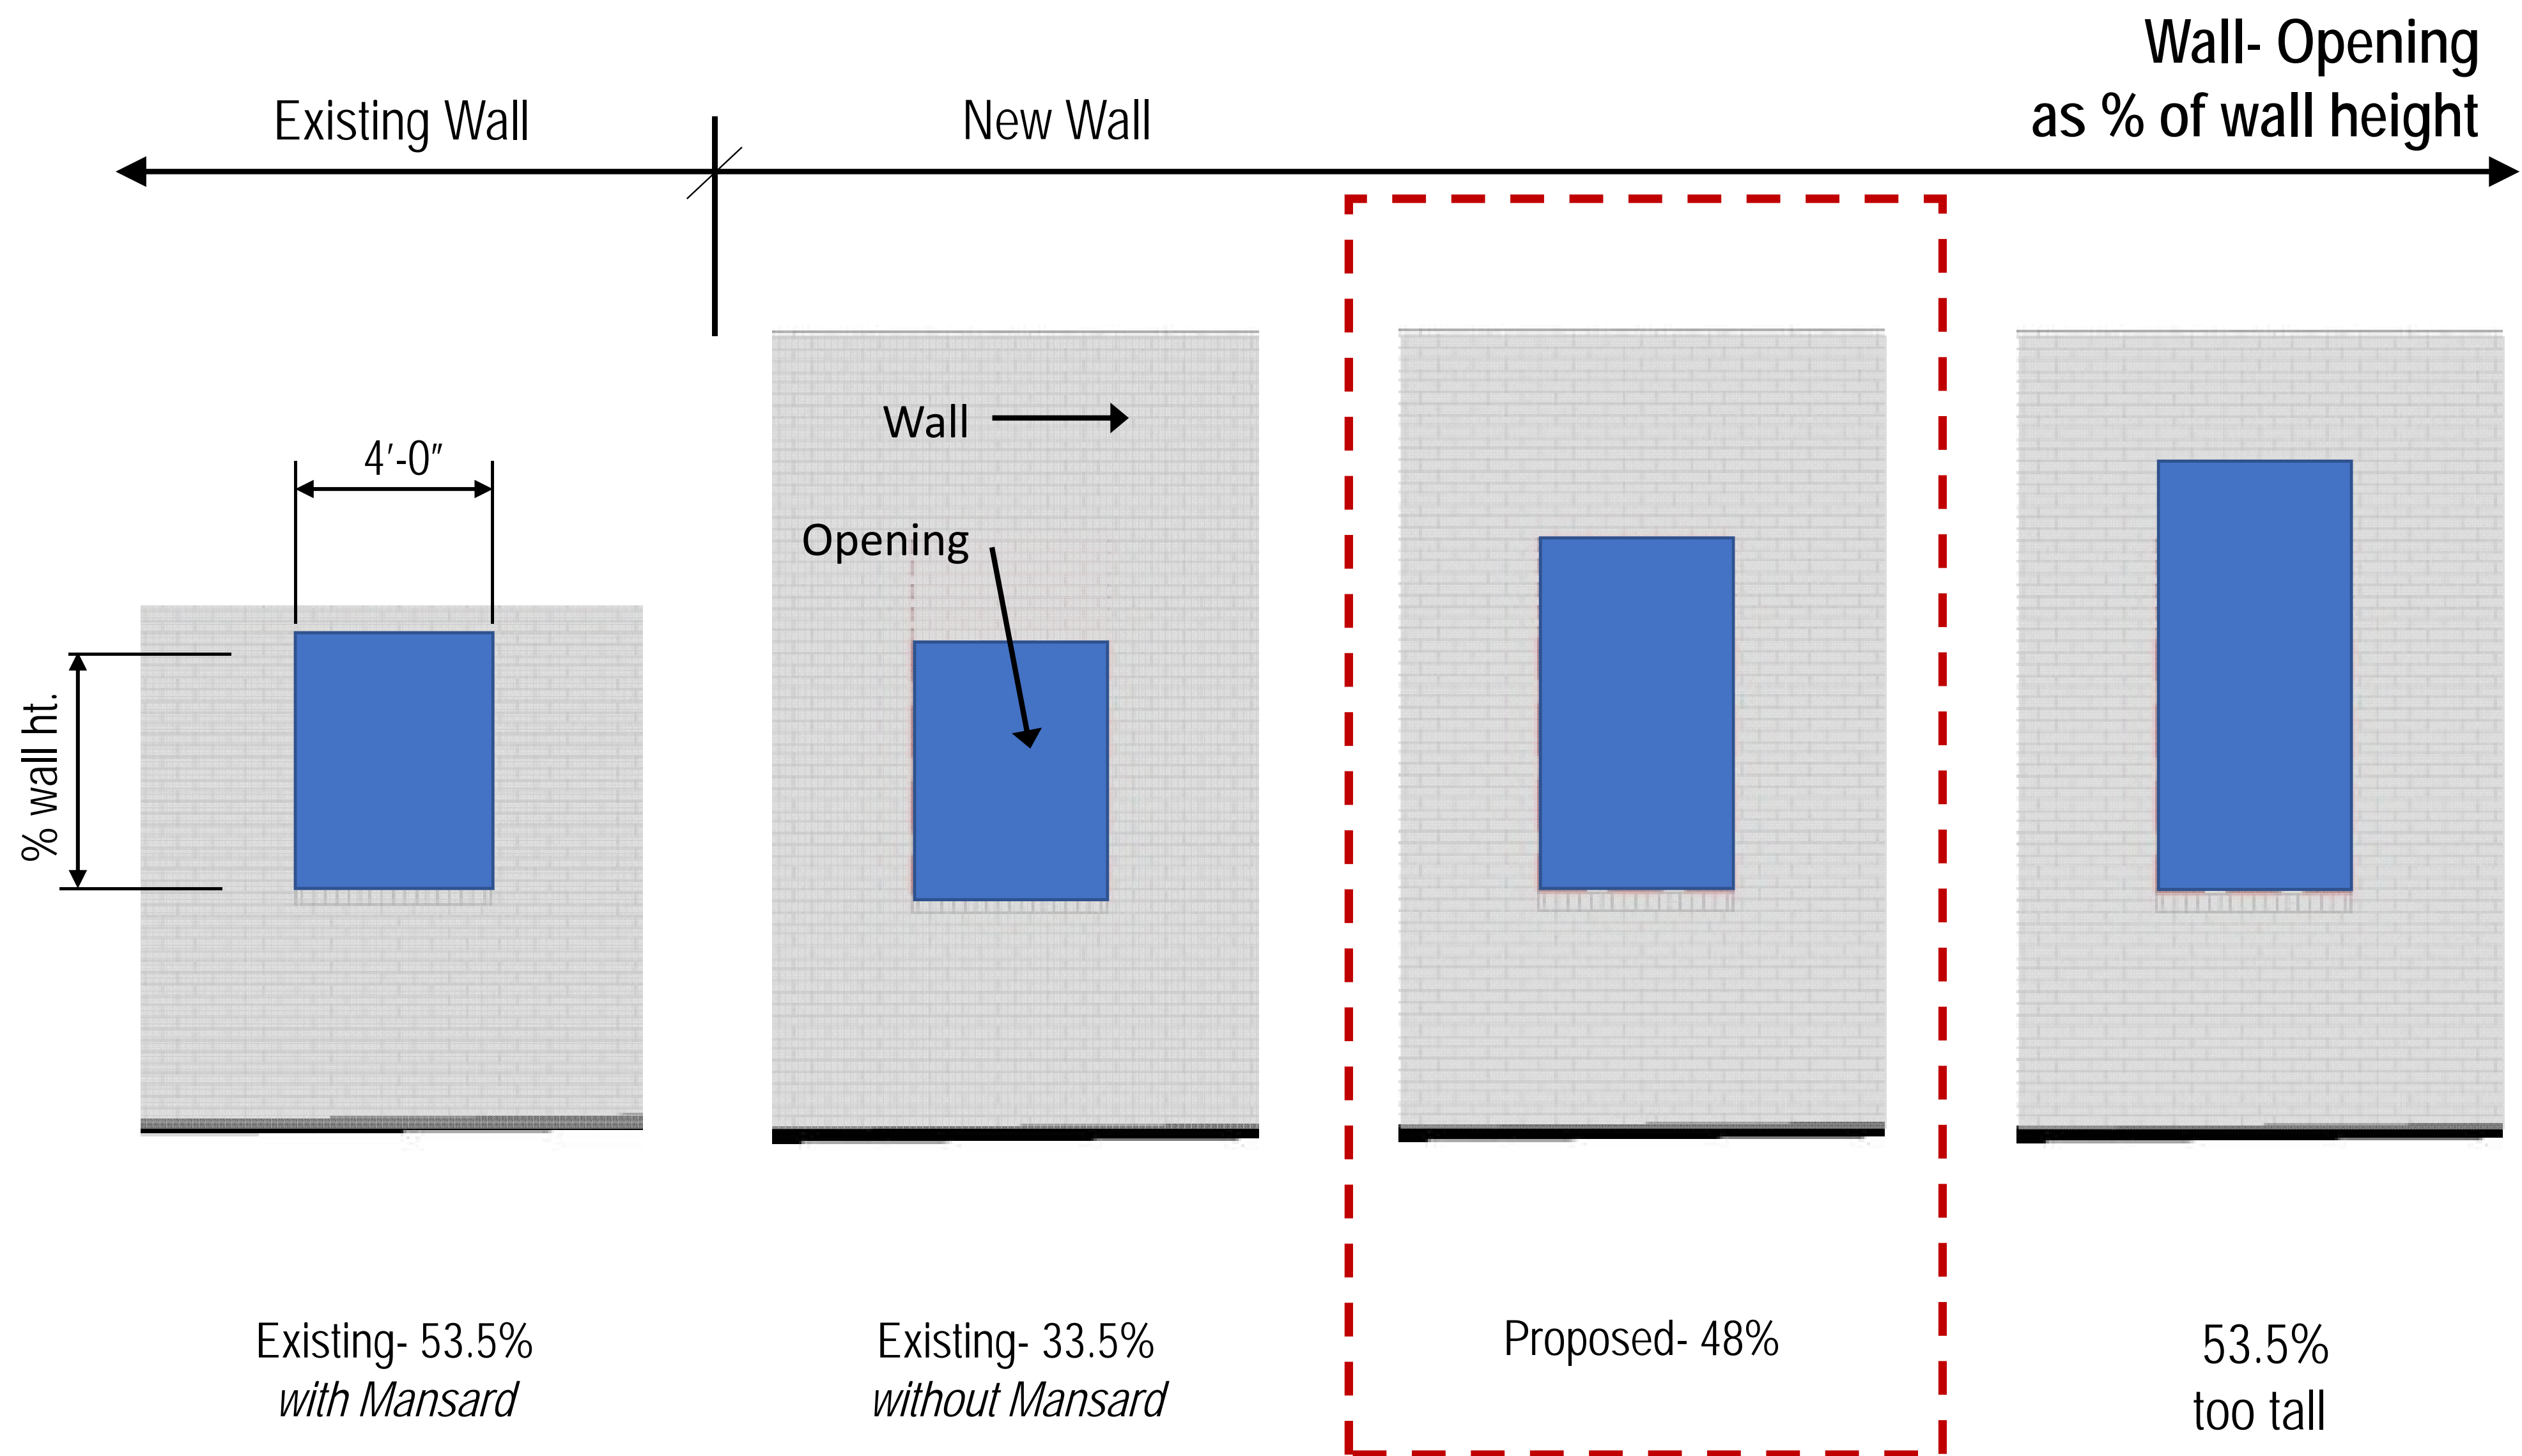 Wall- Opening
as % of wall height
Existing Wall
New Wall
4'-0"
% wall ht.
Wall
Opening
Existing- 53.5%
with Mansard
Existing- 33.5%
without Mansard
Proposed- 48%
53.5%
too tall